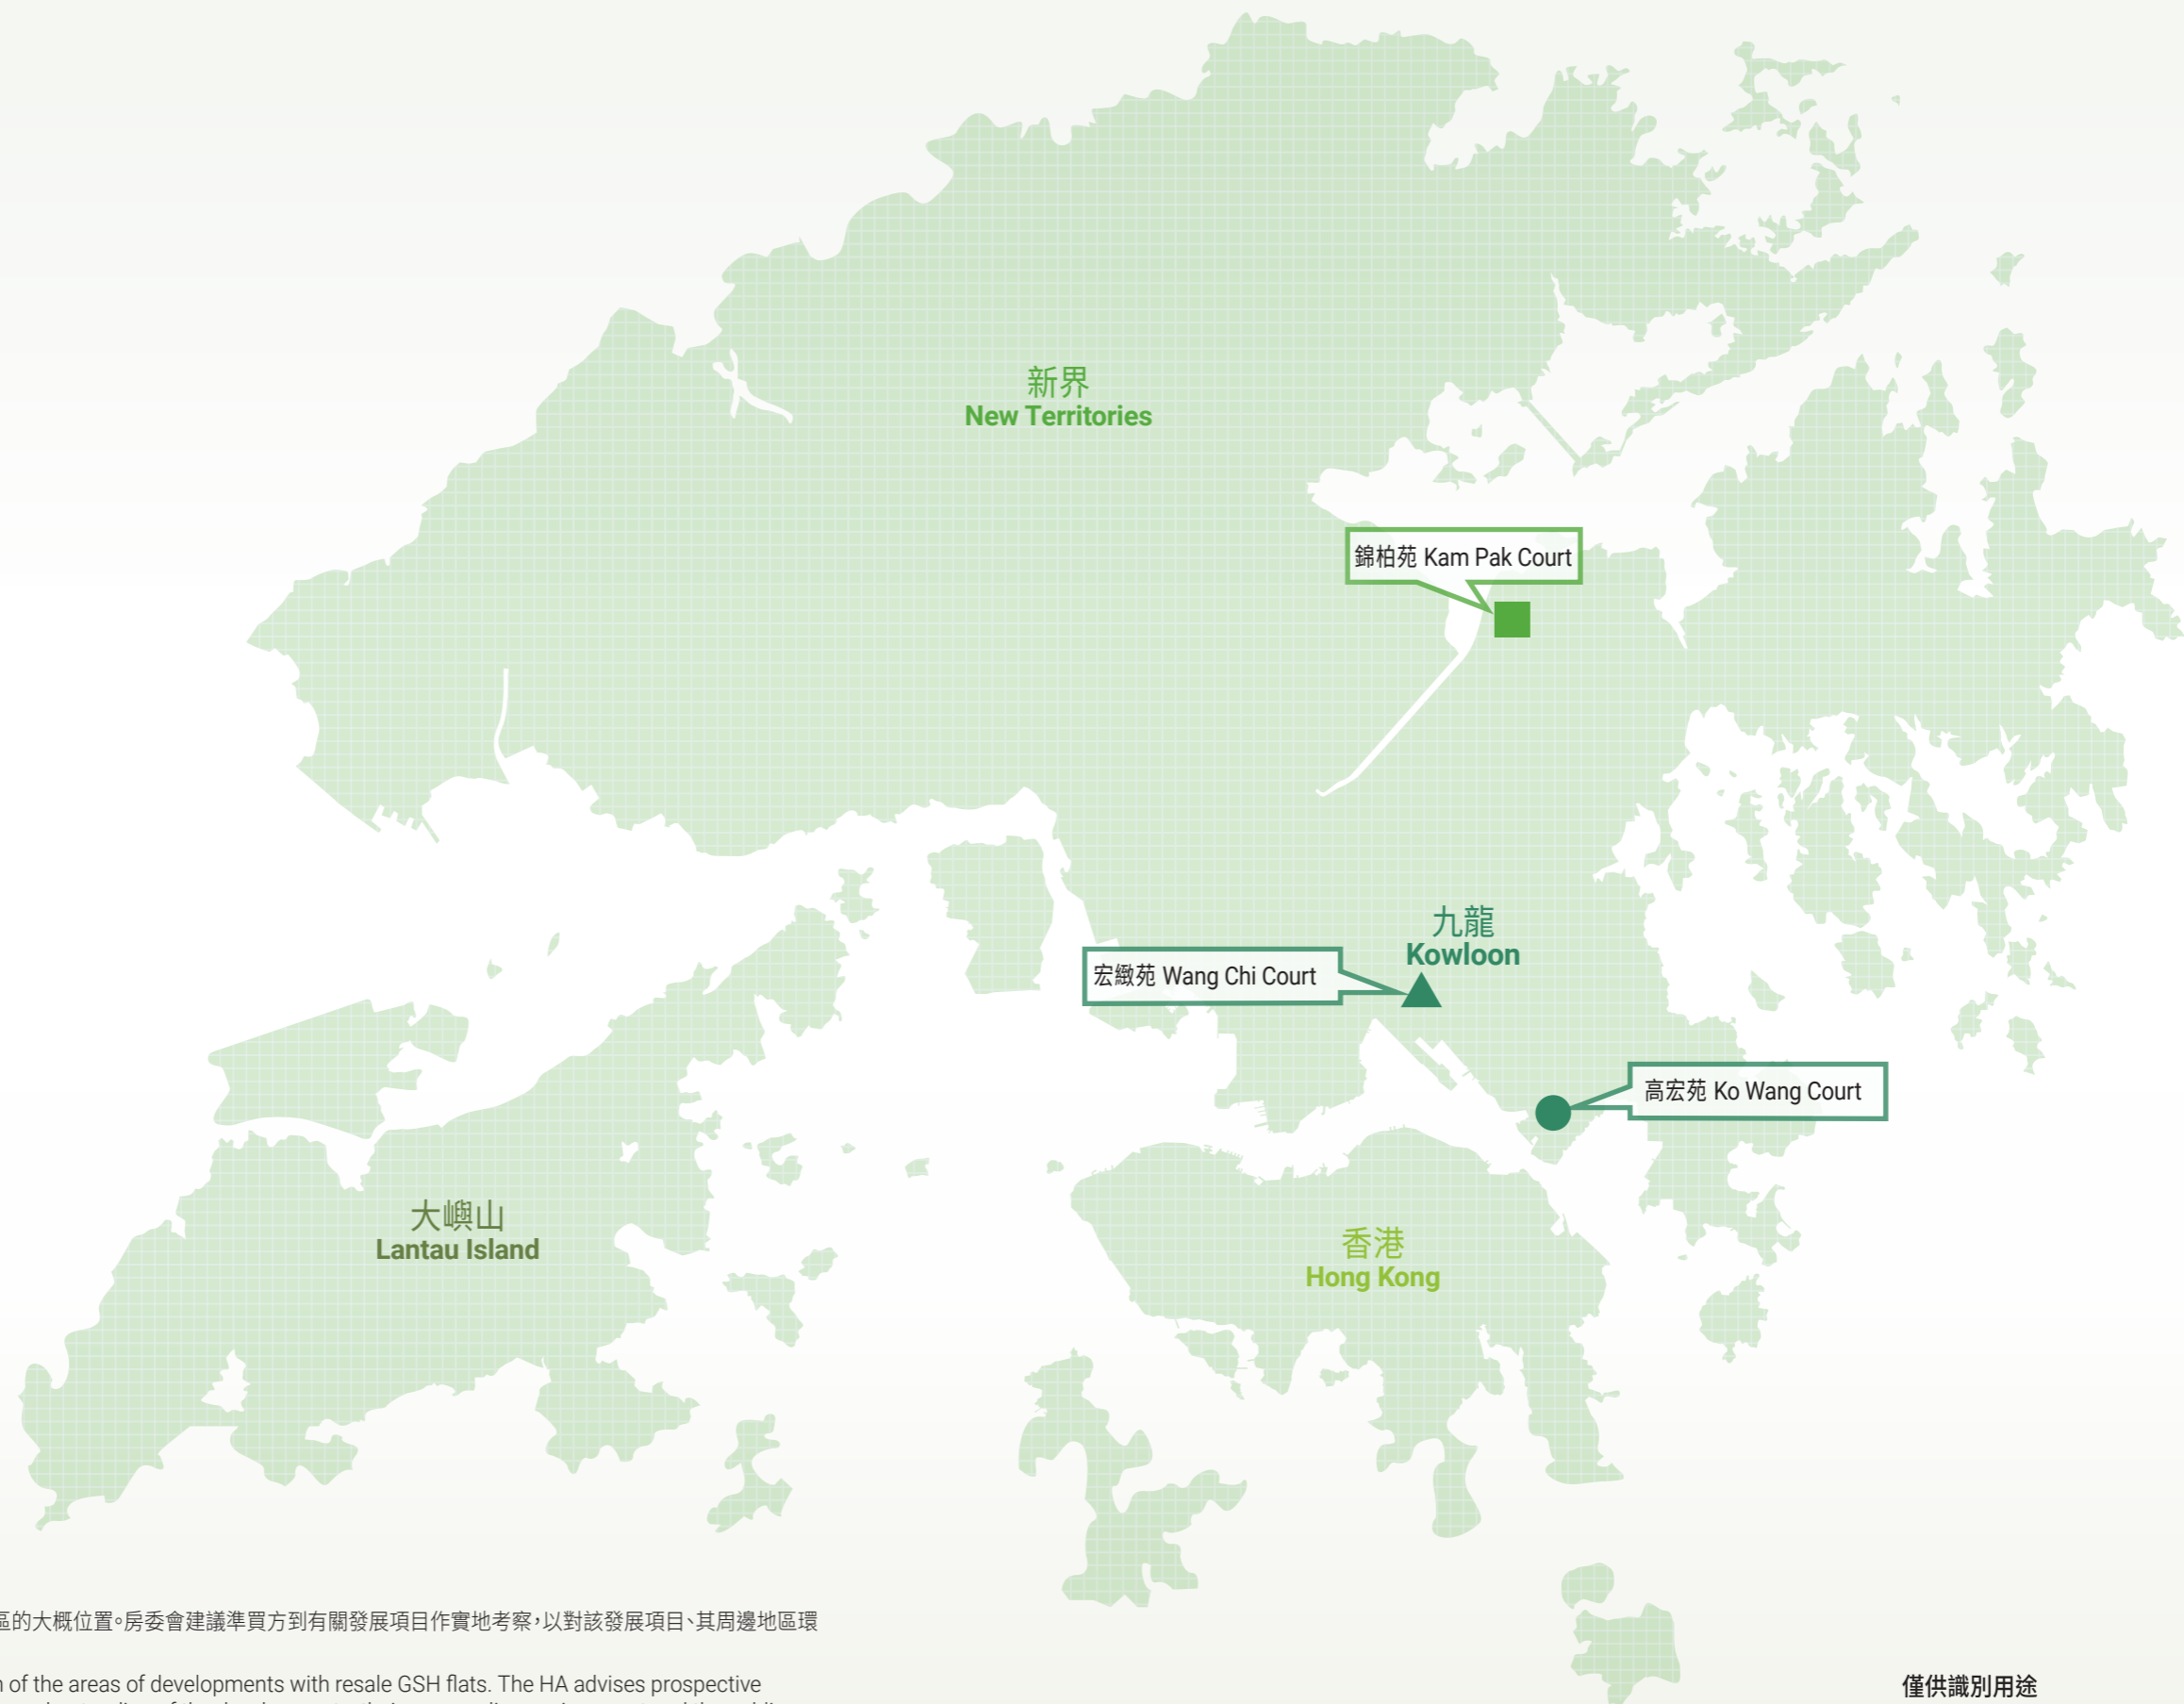 新界
New Territories
錦柏苑 Kam Pak Court
九龍
Kowloon
宏緻苑 Wang Chi Court
高宏苑 Ko Wang Court
大嶼山
Lantau Island
香港
Hong Kong
區的大概位置。房委會建議準買方到有關發展項目作實地考察，以對該發展項目、其周邊地區環
of the areas of developments with resale GSH flats. The HA advises prospective
僅供識別用途